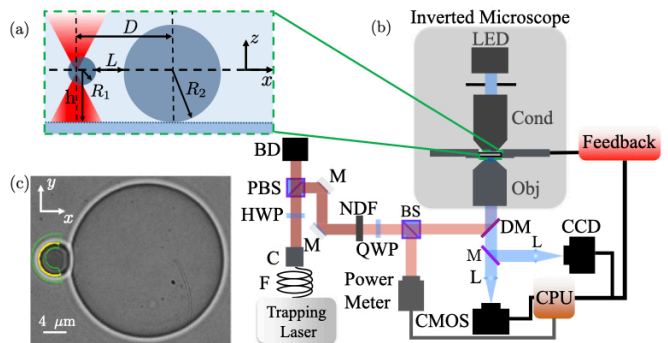 (a)
D
L
z
x
h
R₁
R₂
(b)
Inverted Microscope
LED
Cond
Obj
Feedback
BD
PBS
M
HWP
NDF
BS
QWP
DM
CCD
M
C
F
M
L
L
Power
Meter
CPU
CMOS
Trapping
Laser
(c)
y
x
4 μm